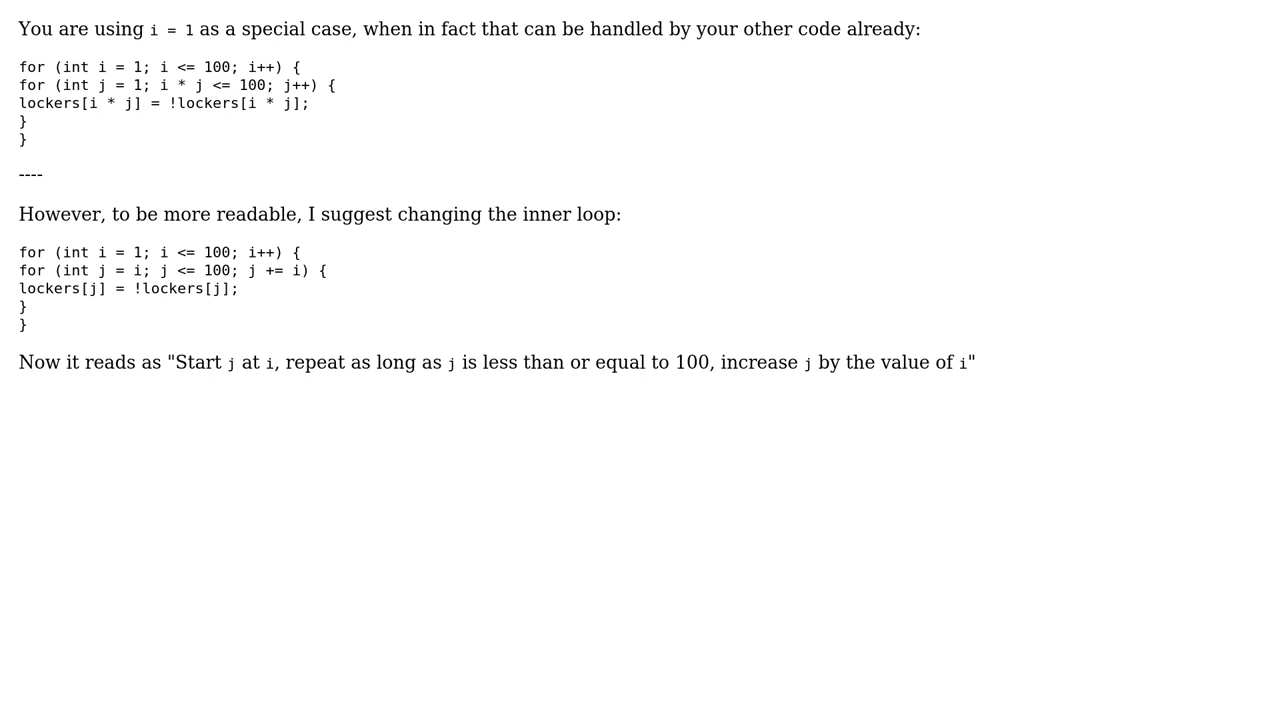 You are using i = 1 as a special case, when in fact that can be handled by your other code already:
for (int i = 1; i <= 100; i++) {
for (int j = 1; i * j <= 100; j++) {
lockers[i * j] = !lockers[i * j];
}
}
----
However, to be more readable, I suggest changing the inner loop:
for (int i = 1; i <= 100; i++) {
for (int j = i; j <= 100; j += i) {
lockers[j] = !lockers[j];
}
}
Now it reads as "Start j at i, repeat as long as j is less than or equal to 100, increase j by the value of i"